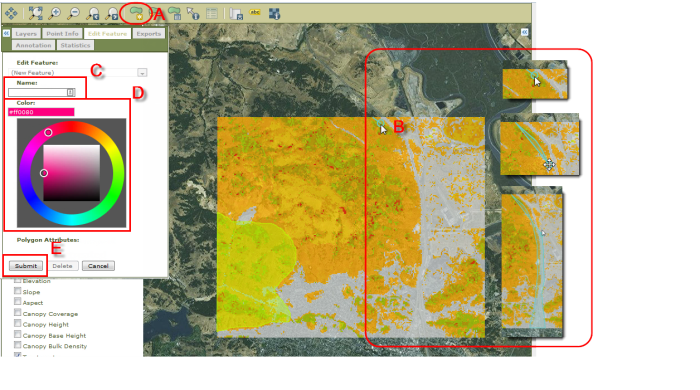 abc
A
Layers Point Info Edit Feature Exports
Annotation Statistics
Edit Feature:
(New Feature)
C
Name:
D
Color:
#ff0080
B
Polygon Attributes:
E
Submit Delete Cancel
Elevation
Slope
Aspect
Canopy Coverage
Canopy Height
Canopy Base Height
Canopy Bulk Density